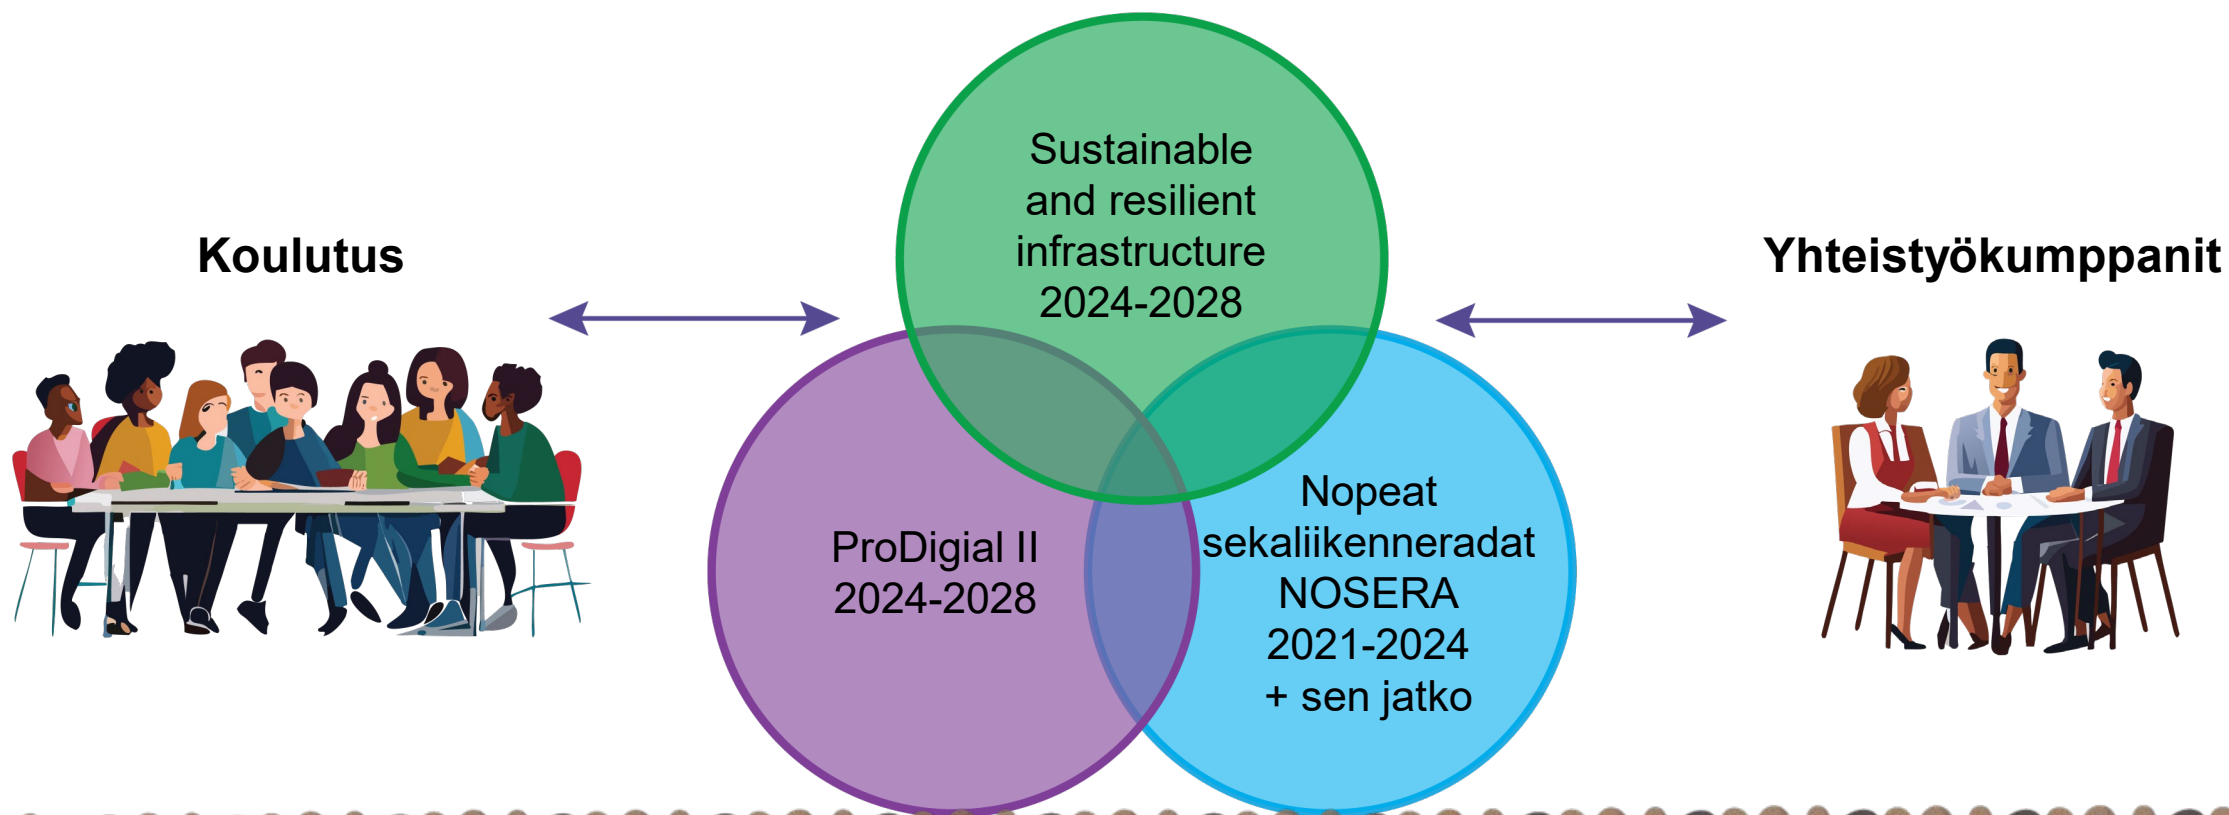 Koulutus
Sustainable
and resilient
infrastructure
2024-2028
Yhteistyökumppanit
ProDigial II
2024-2028
Nopeat
sekaliikenneradat
NOSERA
2021-2024
+ sen jatko